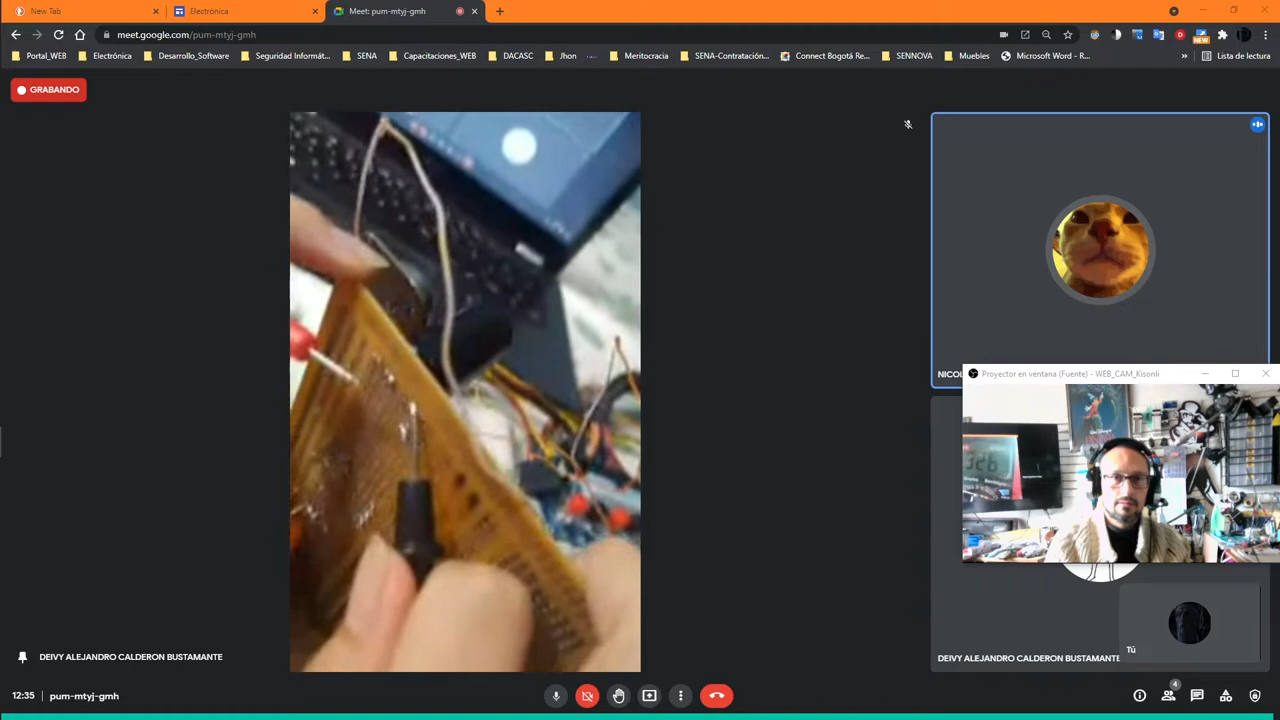 New Tab
Electrónica
Meet: pum-mtyj-gmh
meet.google.com/pum-mtyj-gmh
NEW
Portal_WEB
Electrónica
Desarrollo_Software
Seguridad Informát...
SENA
Capacitaciones_WEB
DACASC
Jhon
Meritocracia
SENA-Contratación...
Connect Bogotá Re...
SENNOVA
Muebles
Microsoft Word - R...
»
Lista de lectura
GRABANDO
NICOL
Proyector en ventana (Fuente) - WEB_CAM_Kisonli
DEIVY ALEJANDRO CALDERON BUSTAMANTE
DEIVY ALEJANDRO CALDERON BUSTAMANTE
Tú
12:35
pum-mtyj-gmh
4